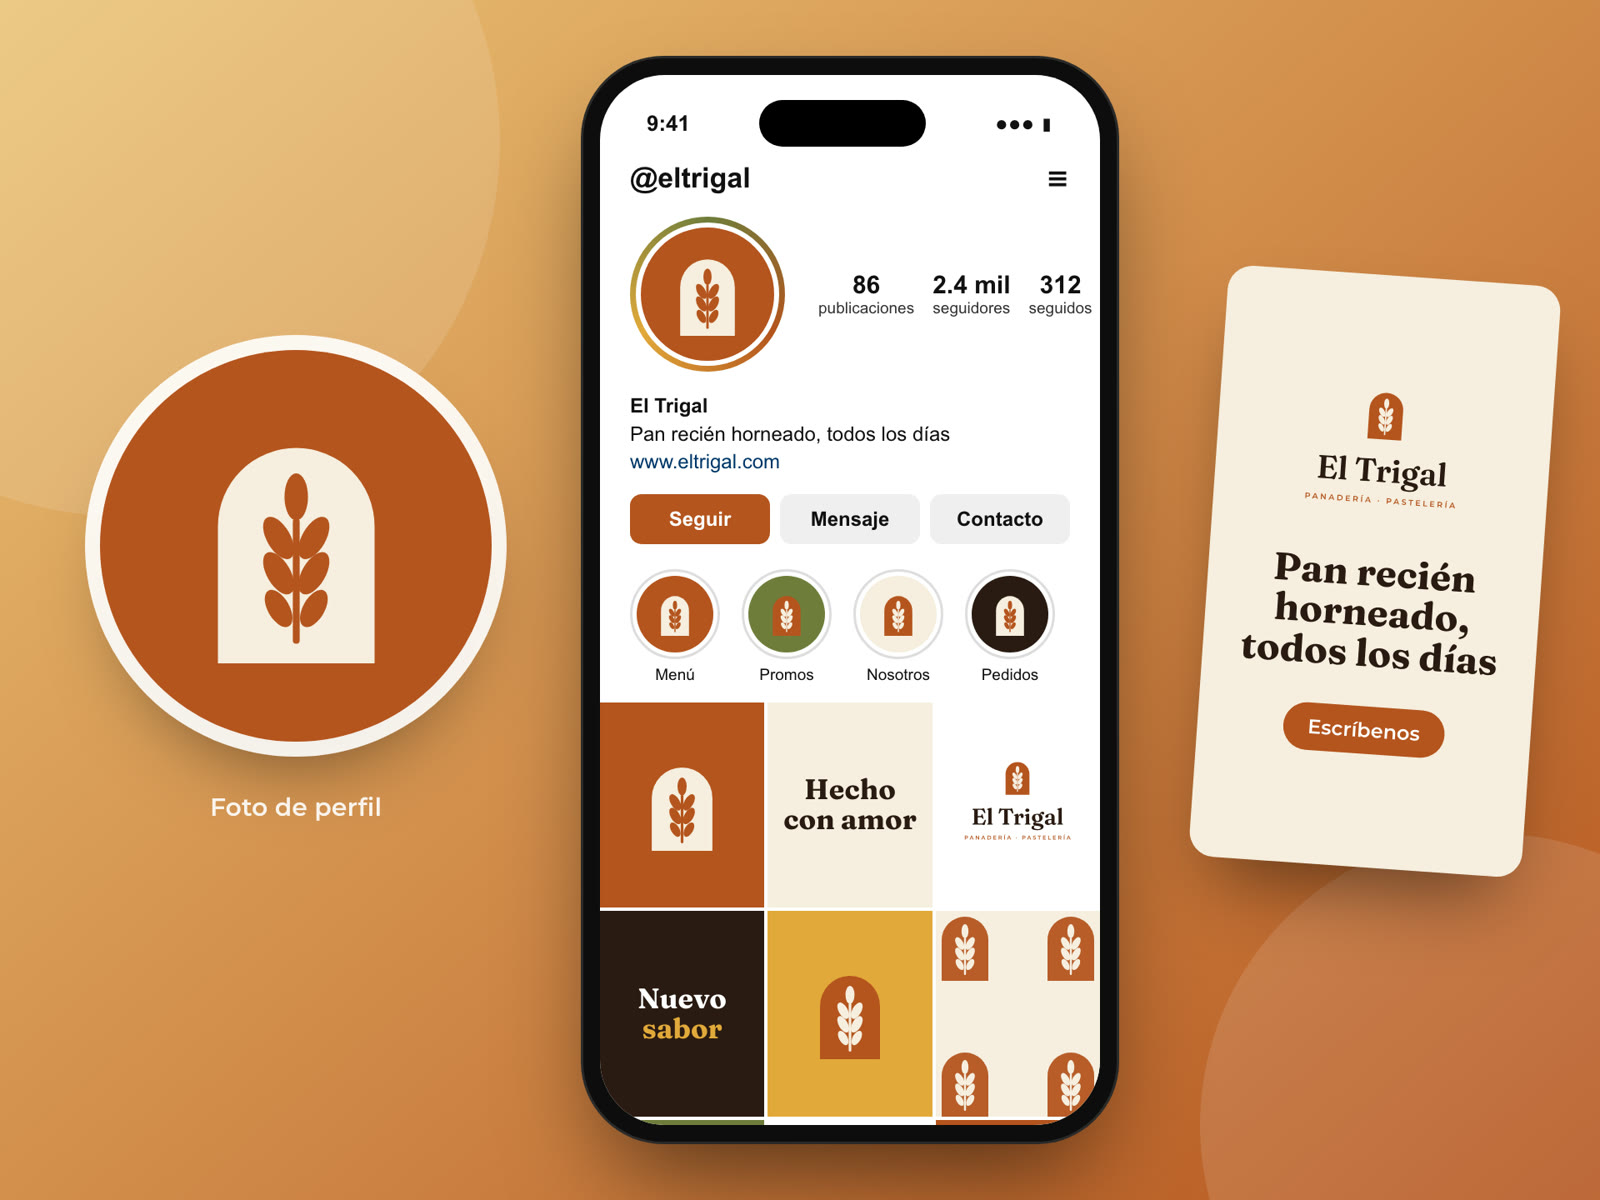 9:41
@eltrigal
86
publicaciones
2.4 mil
seguidores
312
seguidos
El Trigal
Pan recién horneado, todos los días
www.eltrigal.com
Seguir
Mensaje
Contacto
Menú
Promos
Nosotros
Pedidos
Hecho
con amor
El Trigal
PANADERÍA · PASTELERÍA
Nuevo
sabor
Foto de perfil
El Trigal
PANADERÍA · PASTELERÍA
Pan recién
horneado,
todos los días
Escríbenos